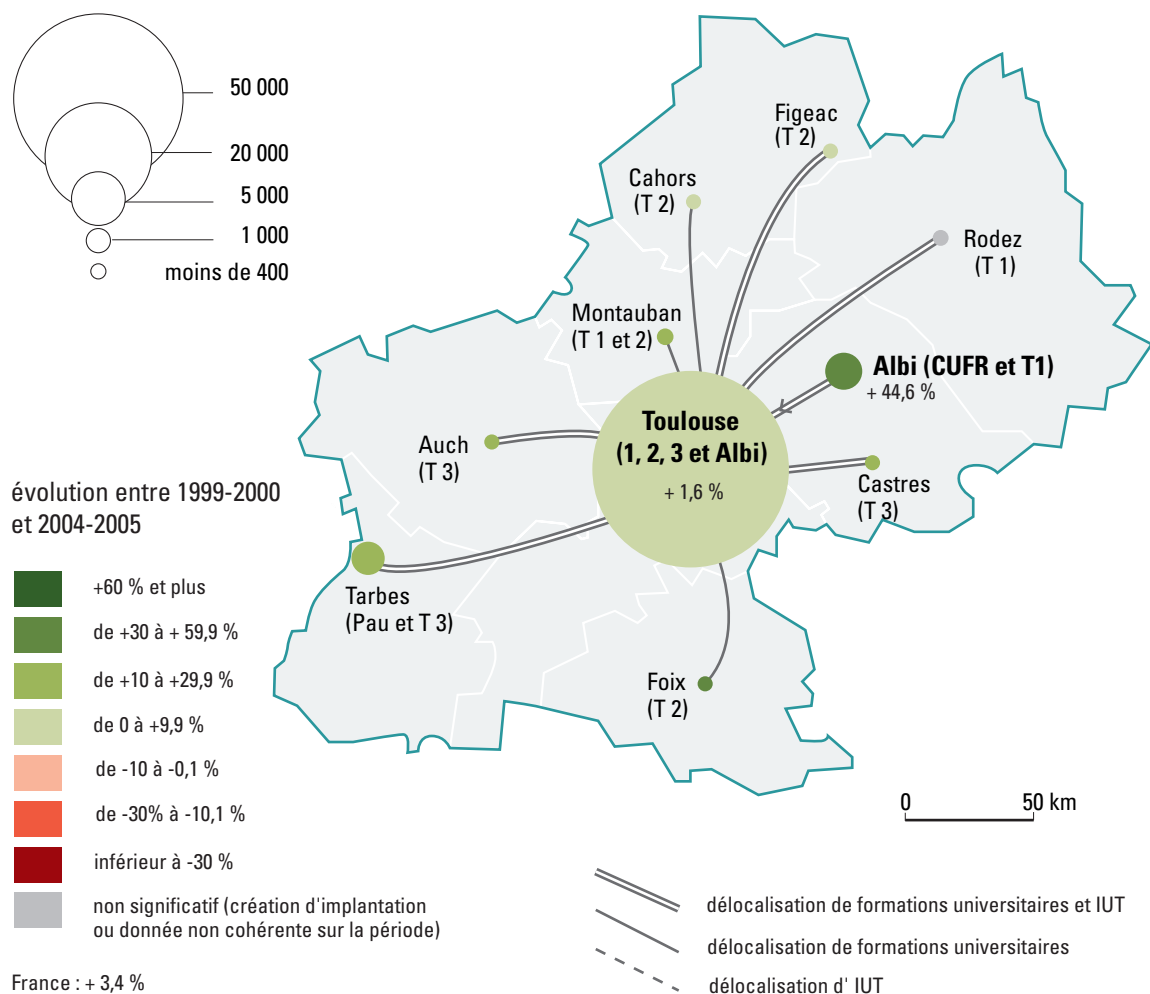 50 000
20 000
5 000
1 000
moins de 400
Figeac
(T 2)
Cahors
(T 2)
Rodez
(T 1)
Montauban
(T 1 et 2)
Albi (CUFR et T1)
+ 44,6 %
Toulouse
(1, 2, 3 et Albi)
+ 1,6 %
Auch
(T 3)
Castres
(T 3)
Tarbes
(Pau et T 3)
Foix
(T 2)
évolution entre 1999-2000
et 2004-2005
+60 % et plus
de +30 à + 59,9 %
de +10 à +29,9 %
de 0 à +9,9 %
de -10 à -0,1 %
de -30% à -10,1 %
inférieur à -30 %
non significatif (création d'implantation
ou donnée non cohérente sur la période)
France : + 3,4 %
0 50 km
délocalisation de formations universitaires et IUT
délocalisation de formations universitaires
délocalisation d' IUT